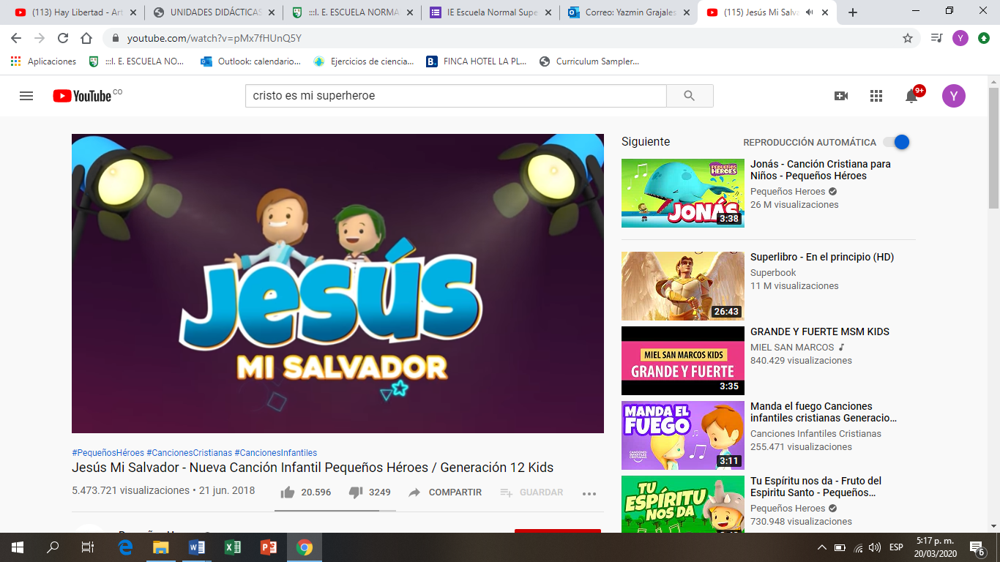 (113) Hay Libertad - Art
UNIDADES DIDÁCTICAS
:::I. E. ESCUELA NORMA
IE Escuela Normal Supe
Correo: Yazmin Grajales
(115) Jesús Mi Salva
youtube.com/watch?v=pMx7fHUnQ5Y
Y
Aplicaciones
:::I. E. ESCUELA NO...
Outlook: calendario...
Ejercicios de ciencia...
B.
FINCA HOTEL LA PL...
Curriculum Sampler...
YouTube CO
cristo es mi superheroe
9+
Y
JESÚS
MI SALVADOR
#PequeñosHéroes #CancionesCristianas #CancionesInfantiles
Jesús Mi Salvador - Nueva Canción Infantil Pequeños Héroes / Generación 12 Kids
5.473.721 visualizaciones • 21 jun. 2018
20.596
3249
COMPARTIR
GUARDAR
Siguiente
REPRODUCCIÓN AUTOMÁTICA
PEQUEÑOS HEROES
JONÁS
3:38
Jonás - Canción Cristiana para
Niños - Pequeños Héroes
Pequeños Heroes
26 M visualizaciones
26:43
Superlibro - En el principio (HD)
Superbook
11 M visualizaciones
MIEL SAN MARCOS KIDS
GRANDE Y FUERTE
3:35
GRANDE Y FUERTE MSM KIDS
MIEL SAN MARCOS
840.429 visualizaciones
MANDA EL
FUEGO
CANCIONES INFANTILES CRISTIANAS
3:11
Manda el fuego Canciones
infantiles cristianas Generacio...
Canciones Infantiles Cristianas
255.471 visualizaciones
TU
ESPÍRITU
NOS DA
Tu Espíritu nos da - Fruto del
Espiritu Santo - Pequeños...
Pequeños Heroes
730.948 visualizaciones
ESP
5:17 p. m.
20/03/2020
6